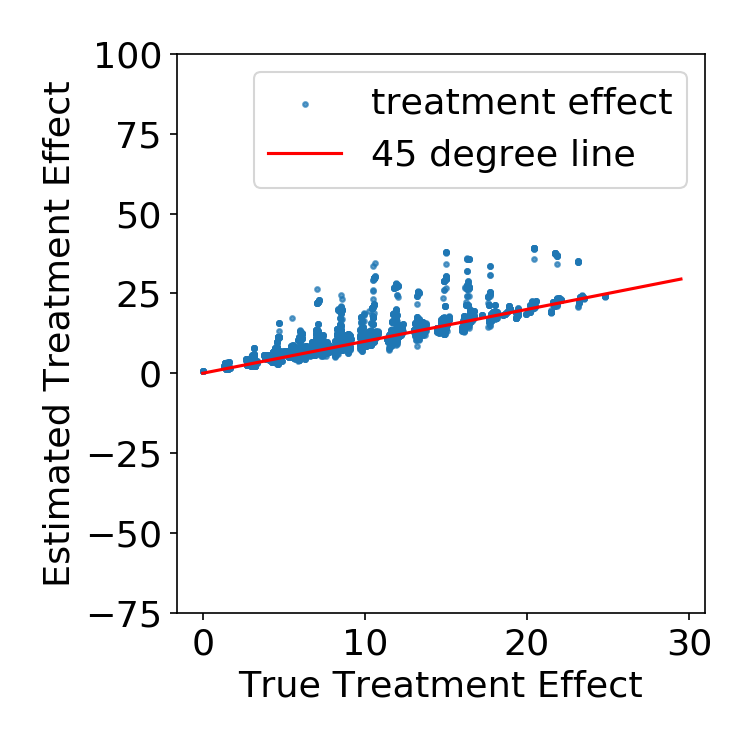 100
75
50
25
0
−25
−50
−75
Estimated Treatment Effect
treatment effect
45 degree line
0 10 20 30
True Treatment Effect